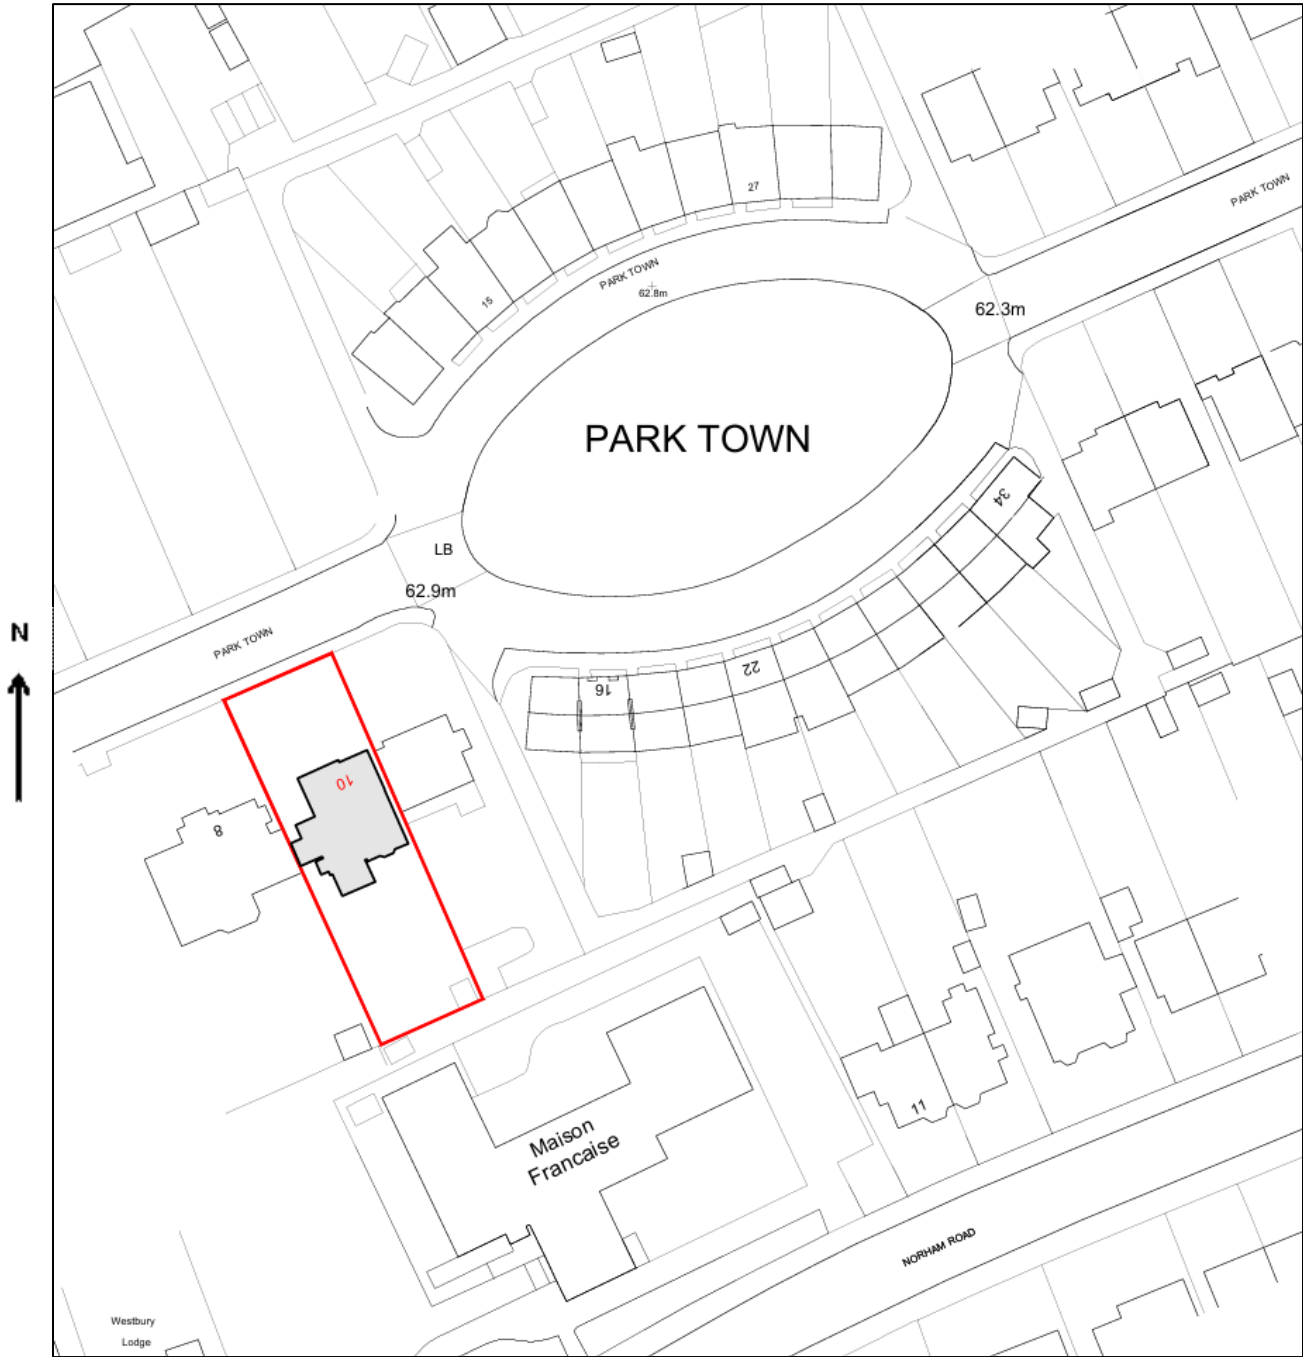 27
PARK TOWN
PARK TOWN
62.8m
15
62.3m
PARK TOWN
34
LB
62.9m
N
PARK TOWN
22
16
10
8
11
Maison
Francaise
NORHAM ROAD
Westbury
Lodge